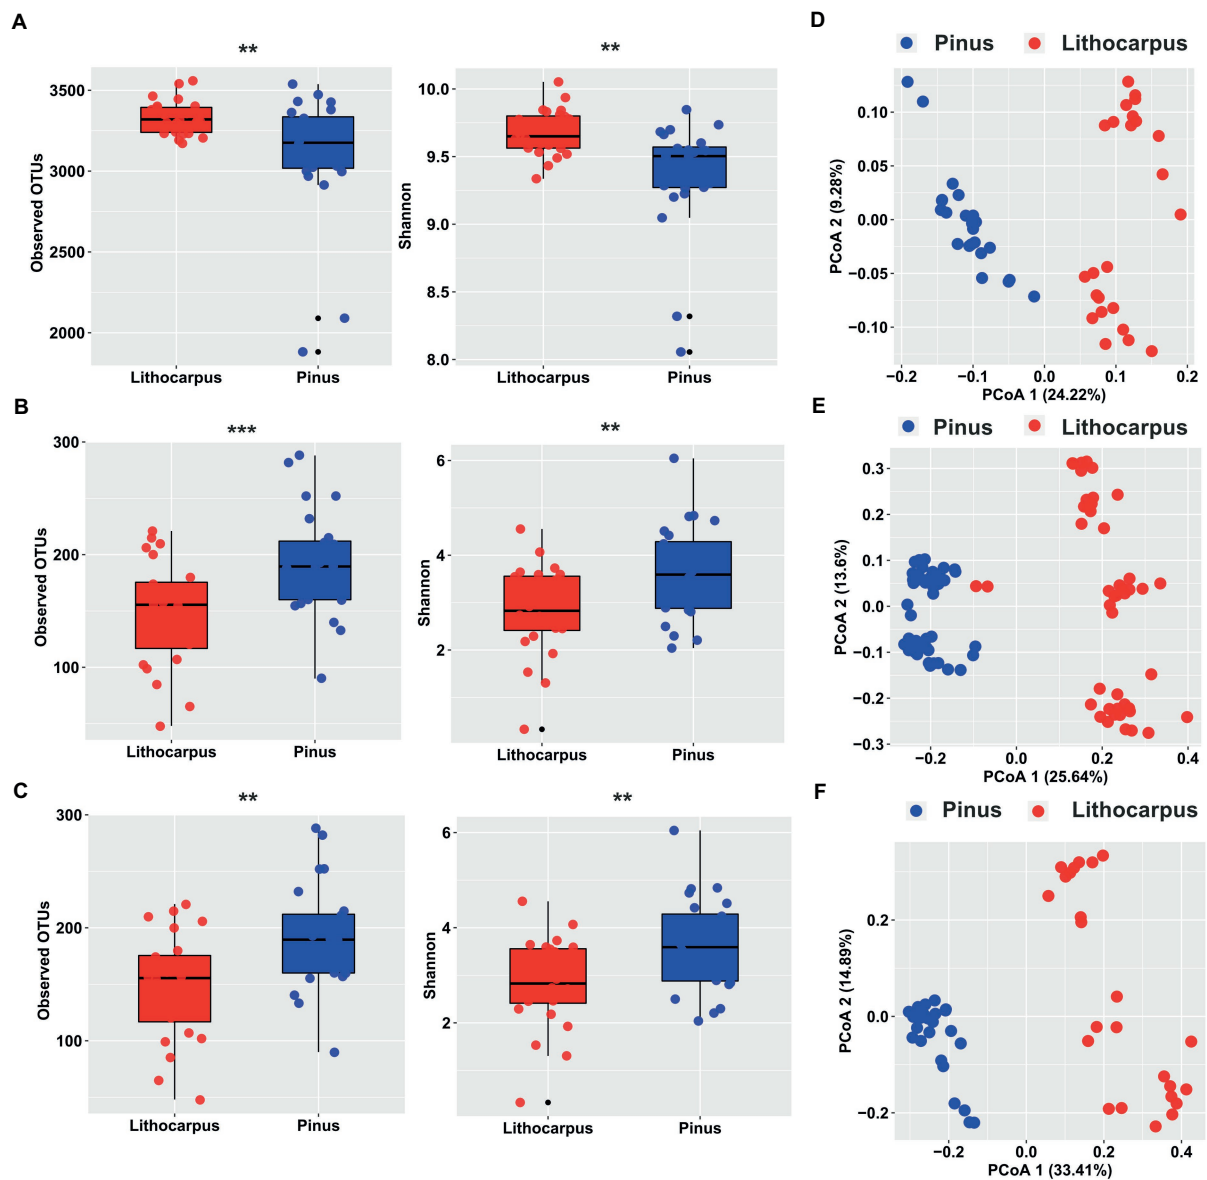 A
**
Observed OTUs
3500
3000
2500
2000
Lithocarpus Pinus
**
Shannon
10.0
9.5
9.0
8.5
8.0
Lithocarpus Pinus
D
Pinus Lithocarpus
PCoA 2 (9.28%)
0.10
0.05
0.00
−0.05
−0.10
−0.2 −0.1 0.0 0.1 0.2
PCoA 1 (24.22%)
B
***
Observed OTUs
300
200
100
Lithocarpus Pinus
**
Shannon
6
4
2
Lithocarpus Pinus
E
Pinus Lithocarpus
PCoA 2 (13.6%)
0.3
0.2
0.1
0.0
−0.1
−0.2
−0.3
−0.2 0.0 0.2 0.4
PCoA 1 (25.64%)
C
**
Observed OTUs
300
200
100
Lithocarpus Pinus
**
Shannon
6
4
2
Lithocarpus Pinus
F
Pinus Lithocarpus
PCoA 2 (14.89%)
0.2
0.0
−0.2
−0.2 0.0 0.2 0.4
PCoA 1 (33.41%)